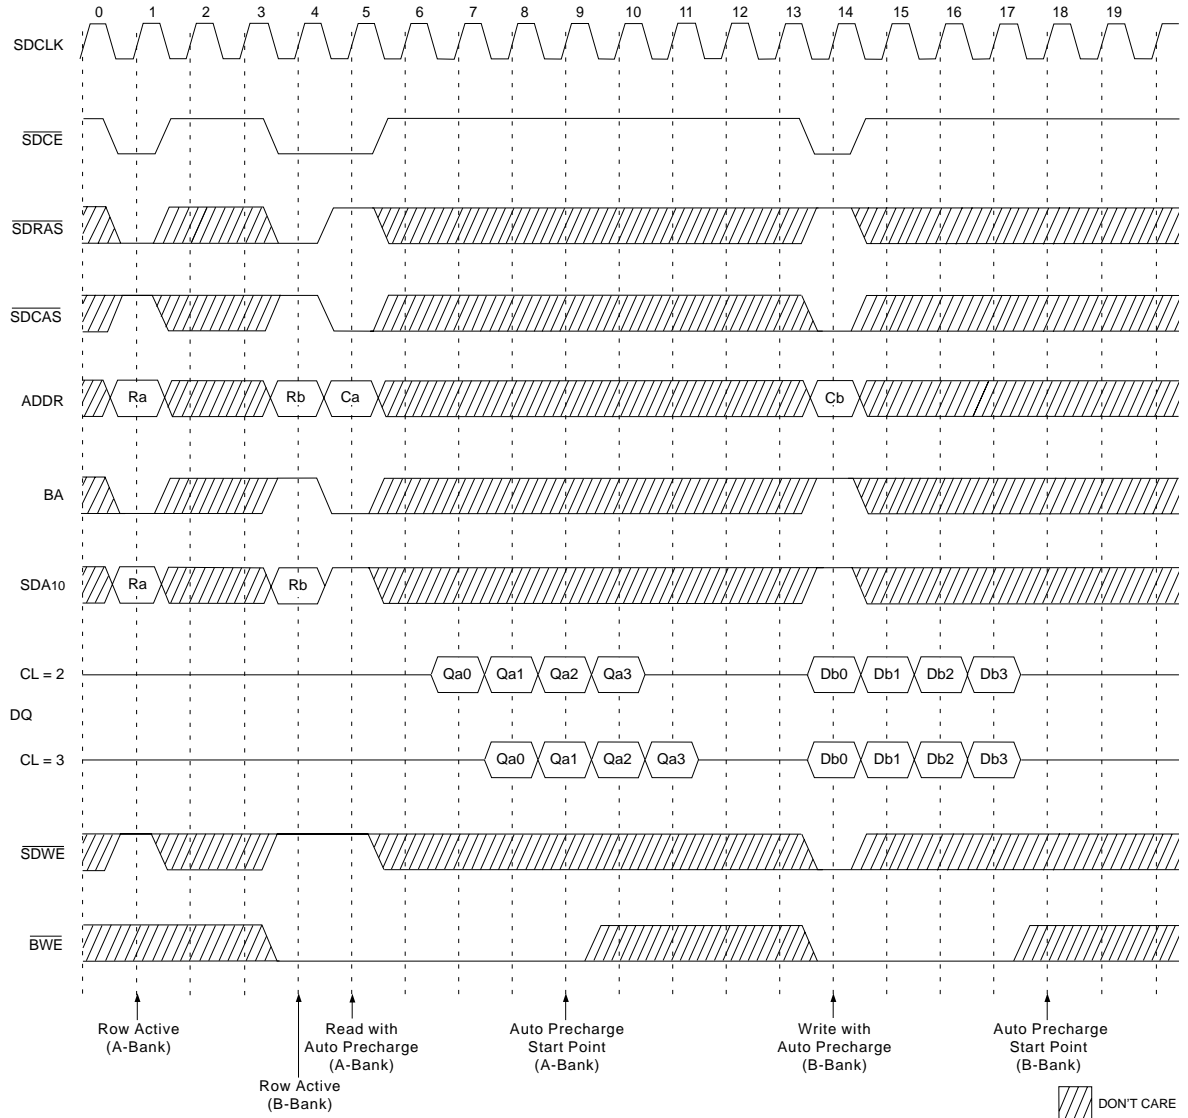 0 1 2 3 4 5 6 7 8 9 10 11 12 13 14 15 16 17 18 19
SDCLK
SDCE
SDRAS
SDCAS
ADDR Ra Rb Ca Cb
BA
SDA10 Ra Rb
CL = 2 Qa0 Qa1 Qa2 Qa3 Db0 Db1 Db2 Db3
DQ
CL = 3 Qa0 Qa1 Qa2 Qa3 Db0 Db1 Db2 Db3
SDWE
BWE
Row Active
(A-Bank)
Row Active
(B-Bank)
Read with
Auto Precharge
(A-Bank)
Auto Precharge
Start Point
(A-Bank)
Write with
Auto Precharge
(B-Bank)
Auto Precharge
Start Point
(B-Bank)
DON'T CARE